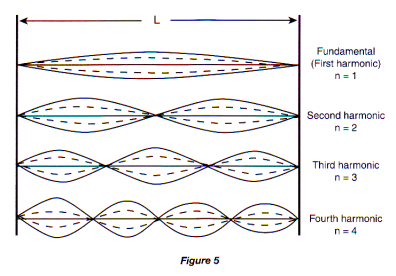 L
Fundamental
(First harmonic)
n = 1
Second harmonic
n = 2
Third harmonic
n = 3
Fourth harmonic
n = 4
Figure 5